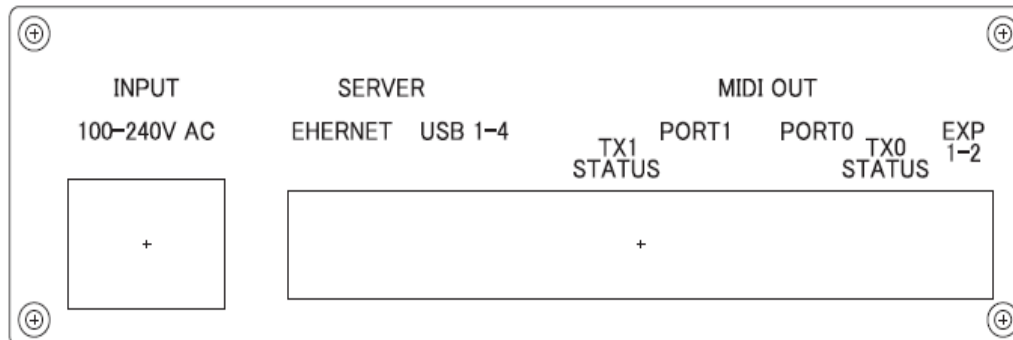 INPUT
100-240V AC
SERVER
EHERNET USB 1-4
MIDI OUT
PORT1 PORT0
TX1
STATUS
TX0
STATUS
EXP
1-2